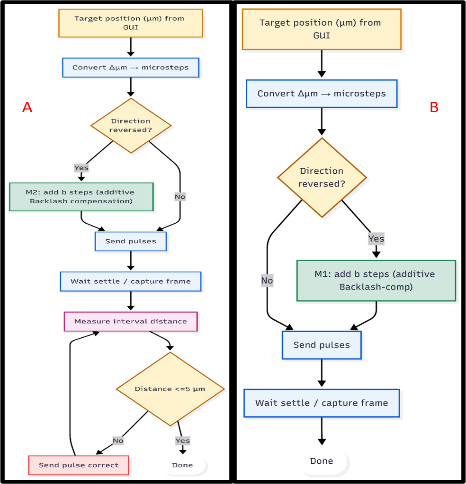 A
Target position (µm) from
GUI
Convert Δµm → microsteps
Direction
reversed?
Yes
No
M2: add b steps (additive
Backlash compensation)
Send pulses
Wait settle / capture frame
Measure interval distance
Distance <=5 µm
No
Yes
Send pulse correct
Done
B
Target position (µm) from
GUI
Convert Δµm → microsteps
Direction
reversed?
No
Yes
M1: add b steps (additive
Backlash-comp)
Send pulses
Wait settle / capture frame
Done